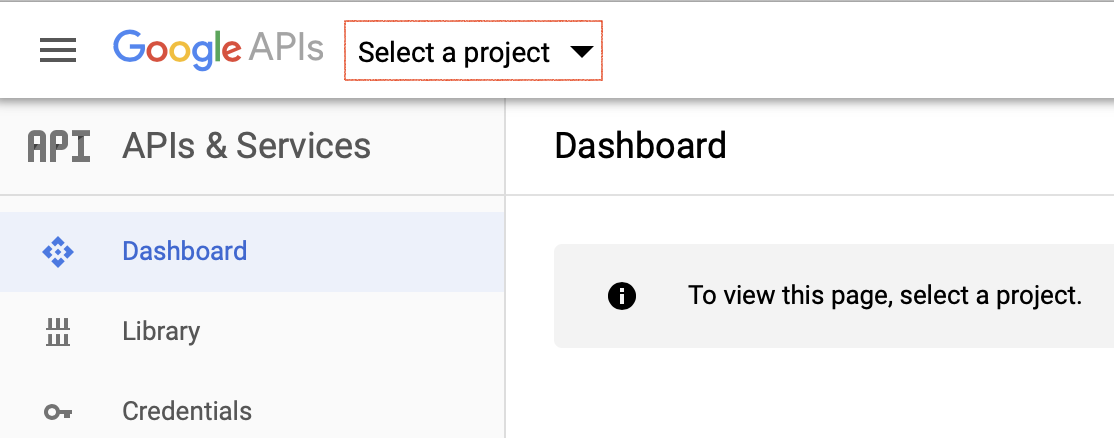 Google APIs Select a project
API APIs & Services
Dashboard
Dashboard
To view this page, select a project.
Library
Credentials